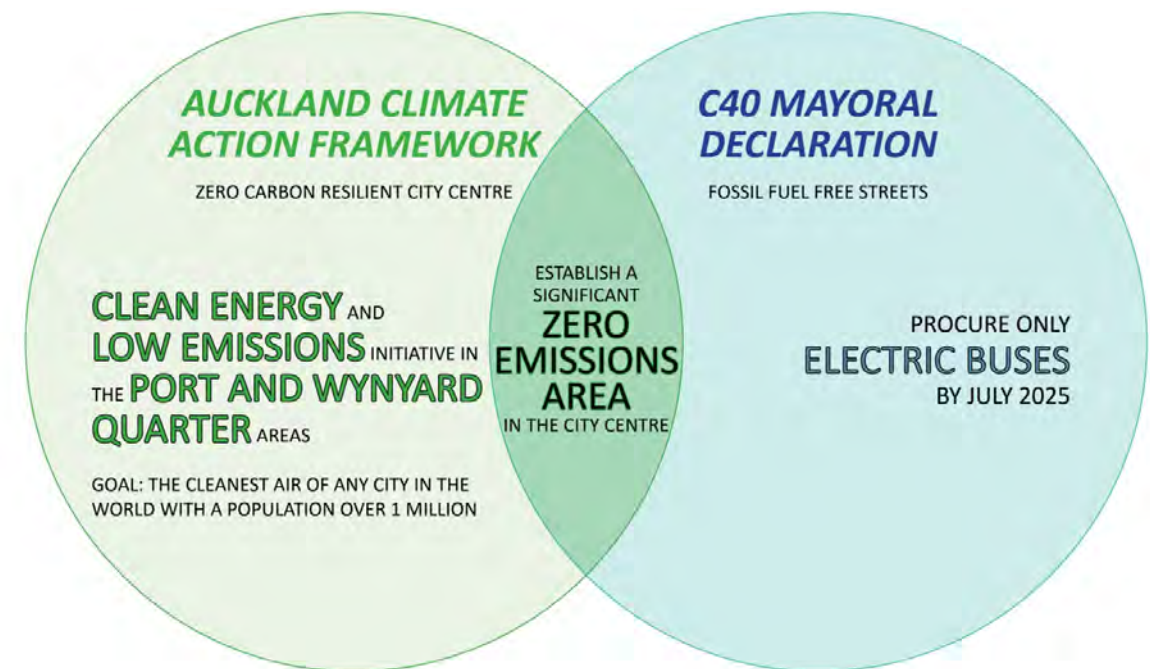 AUCKLAND CLIMATE
ACTION FRAMEWORK
ZERO CARBON RESILIENT CITY CENTRE
CLEAN ENERGY AND
LOW EMISSIONS INITIATIVE IN
THE PORT AND WYNYARD
QUARTER AREAS
GOAL: THE CLEANEST AIR OF ANY CITY IN THE
WORLD WITH A POPULATION OVER 1 MILLION
ESTABLISH A
SIGNIFICANT
ZERO
EMISSIONS
AREA
IN THE CITY CENTRE
C40 MAYORAL
DECLARATION
FOSSIL FUEL FREE STREETS
PROCURE ONLY
ELECTRIC BUSES
BY JULY 2025